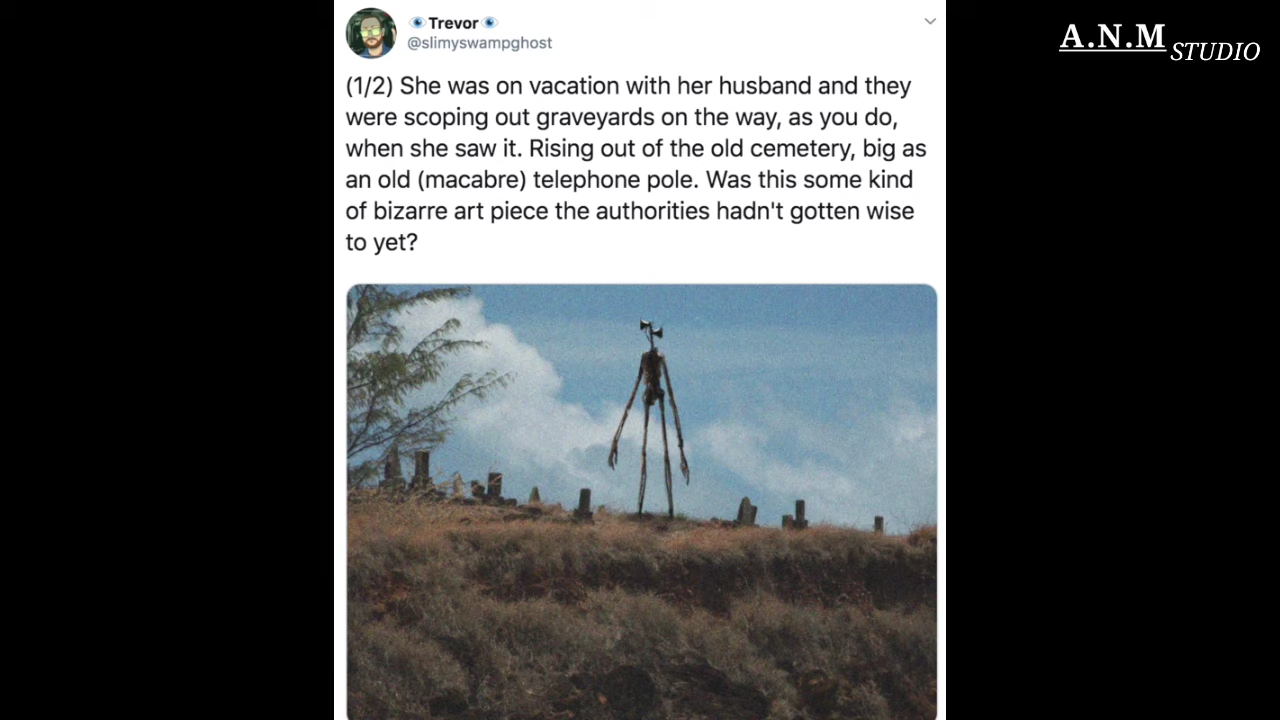 👁Trevor👁
@slimyswampghost
A.N.M STUDIO
(1/2) She was on vacation with her husband and they
were scoping out graveyards on the way, as you do,
when she saw it. Rising out of the old cemetery, big as
an old (macabre) telephone pole. Was this some kind
of bizarre art piece the authorities hadn't gotten wise
to yet?